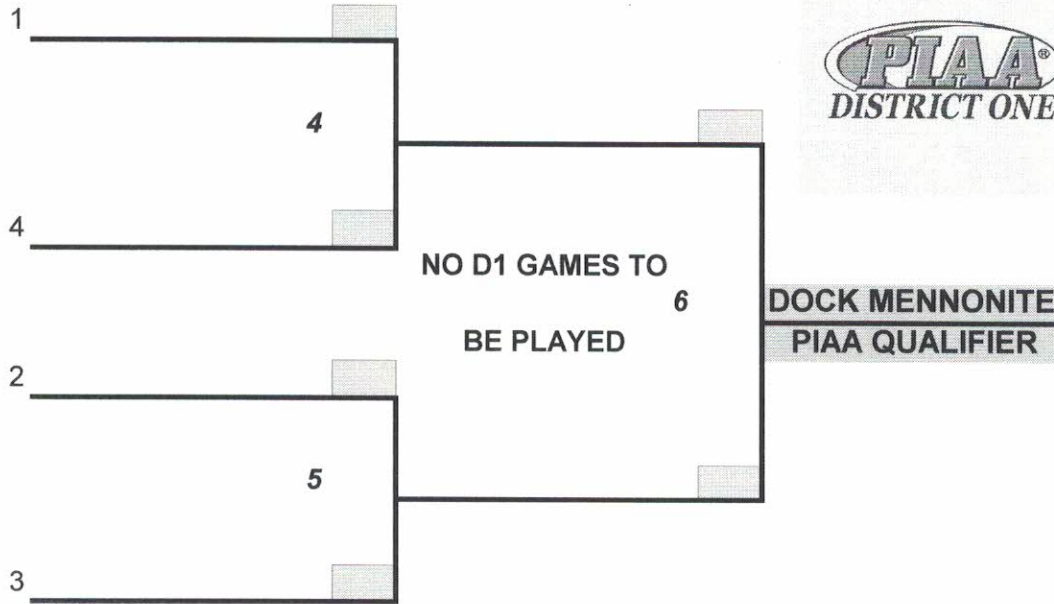 1
PIAA®
DISTRICT ONE
4
4
NO D1 GAMES TO
6
BE PLAYED
DOCK MENNONITE
PIAA QUALIFIER
2
5
3